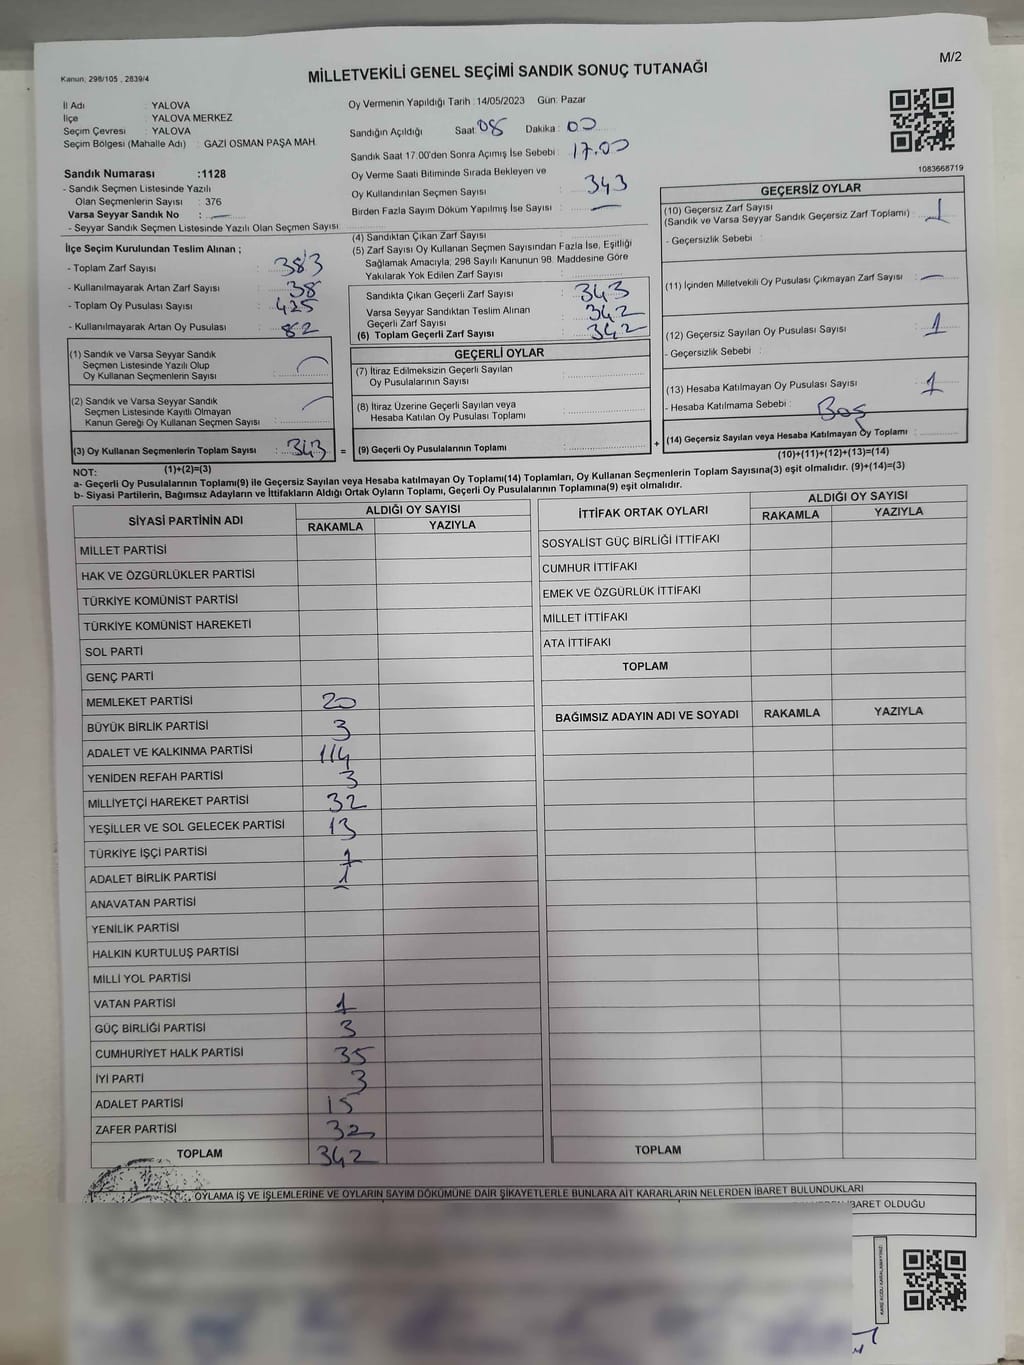 M/2
Kanun; 298/105 , 2839/4
MİLLETVEKİLİ GENEL SEÇİMİ SANDIK SONUÇ TUTANAĞI
İl Adı : YALOVA
İlçe : YALOVA MERKEZ
Seçim Çevresi : YALOVA
Seçim Bölgesi (Mahalle Adı) : GAZİ OSMAN PAŞA MAH.
Sandık Numarası :1128
- Sandık Seçmen Listesinde Yazılı
Olan Seçmenlerin Sayısı : 376
Varsa Seyyar Sandık No : —
- Seyyar Sandık Seçmen Listesinde Yazılı Olan Seçmen Sayısı
İlçe Seçim Kurulundan Teslim Alınan ;
- Toplam Zarf Sayısı : 383
- Kullanılmayarak Artan Zarf Sayısı : 38
- Toplam Oy Pusulası Sayısı : 425
- Kullanılmayarak Artan Oy Pusulası : 82
(1) Sandık ve Varsa Seyyar Sandık
Seçmen Listesinde Yazılı Olup
Oy Kullanan Seçmenlerin Sayısı :
(2) Sandık ve Varsa Seyyar Sandık
Seçmen Listesinde Kayıtlı Olmayan
Kanun Gereği Oy Kullanan Seçmen Sayısı :
(3) Oy Kullanan Seçmenlerin Toplam Sayısı : 343 =
Oy Vermenin Yapıldığı Tarih : 14/05/2023 Gün: Pazar
Sandığın Açıldığı Saat 08 Dakika : 00
Sandık Saat 17:00'den Sonra Açımış İse Sebebi : 17.00
Oy Verme Saati Bitiminde Sırada Bekleyen ve
Oy Kullandırılan Seçmen Sayısı : 343
Birden Fazla Sayım Döküm Yapılmış İse Sayısı : —
(4) Sandıktan Çıkan Zarf Sayısı :
(5) Zarf Sayısı Oy Kullanan Seçmen Sayısından Fazla İse, Eşitliği
Sağlamak Amacıyla, 298 Sayılı Kanunun 98. Maddesine Göre
Yakılarak Yok Edilen Zarf Sayısı :
Sandıkta Çıkan Geçerli Zarf Sayısı : 343
Varsa Seyyar Sandıktan Teslim Alınan
Geçerli Zarf Sayısı : 342
(6) Toplam Geçerli Zarf Sayısı : 342
GEÇERLİ OYLAR
(7) İtiraz Edilmeksizin Geçerli Sayılan
Oy Pusulalarının Sayısı :
(8) İtiraz Üzerine Geçerli Sayılan veya
Hesaba Katılan Oy Pusulası Toplamı :
(9) Geçerli Oy Pusulalarının Toplamı : +
1083668719
GEÇERSİZ OYLAR
(10) Geçersiz Zarf Sayısı
(Sandık ve Varsa Seyyar Sandık Geçersiz Zarf Toplamı) : 1
- Geçersizlik Sebebi :
(11) İçinden Milletvekili Oy Pusulası Çıkmayan Zarf Sayısı : —
(12) Geçersiz Sayılan Oy Pusulası Sayısı : 1
- Geçersizlik Sebebi :
(13) Hesaba Katılmayan Oy Pusulası Sayısı : 1
- Hesaba Katılmama Sebebi : Boş
(14) Geçersiz Sayılan veya Hesaba Katılmayan Oy Toplamı :
(10)+(11)+(12)+(13)=(14)
NOT: (1)+(2)=(3)
a- Geçerli Oy Pusulalarının Toplamı(9) ile Geçersiz Sayılan veya Hesaba katılmayan Oy Toplamı(14) Toplamları, Oy Kullanan Seçmenlerin Toplam Sayısına(3) eşit olmalıdır. (9)+(14)=(3)
b- Siyasi Partilerin, Bağımsız Adayların ve İttifakların Aldığı Ortak Oyların Toplamı, Geçerli Oy Pusulalarının Toplamına(9) eşit olmalıdır.
SİYASİ PARTİNİN ADI ALDIĞI OY SAYISI
RAKAMLA YAZIYLA
MİLLET PARTİSİ
HAK VE ÖZGÜRLÜKLER PARTİSİ
TÜRKİYE KOMÜNİST PARTİSİ
TÜRKİYE KOMÜNİST HAREKETİ
SOL PARTİ
GENÇ PARTİ
MEMLEKET PARTİSİ 20
BÜYÜK BİRLİK PARTİSİ 3
ADALET VE KALKINMA PARTİSİ 114
YENİDEN REFAH PARTİSİ 3
MİLLİYETÇİ HAREKET PARTİSİ 32
YEŞİLLER VE SOL GELECEK PARTİSİ 13
TÜRKİYE İŞÇİ PARTİSİ 1
ADALET BİRLİK PARTİSİ 1
ANAVATAN PARTİSİ
YENİLİK PARTİSİ
HALKIN KURTULUŞ PARTİSİ
MİLLİ YOL PARTİSİ
VATAN PARTİSİ 1
GÜÇ BİRLİĞİ PARTİSİ 3
CUMHURİYET HALK PARTİSİ 35
İYİ PARTİ 3
ADALET PARTİSİ 15
ZAFER PARTİSİ 32
TOPLAM 342
İTTİFAK ORTAK OYLARI ALDIĞI OY SAYISI
RAKAMLA YAZIYLA
SOSYALİST GÜÇ BİRLİĞİ İTTİFAKI
CUMHUR İTTİFAKI
EMEK VE ÖZGÜRLÜK İTTİFAKI
MİLLET İTTİFAKI
ATA İTTİFAKI
TOPLAM
BAĞIMSIZ ADAYIN ADI VE SOYADI RAKAMLA YAZIYLA
TOPLAM
OYLAMA İŞ VE İŞLEMLERİNE VE OYLARIN SAYIM DÖKÜMÜNE DAİR ŞİKAYETLERLE BUNLARA AİT KARARLARIN NELERDEN İBARET BULUNDUKLARI
İBARET OLDUĞU